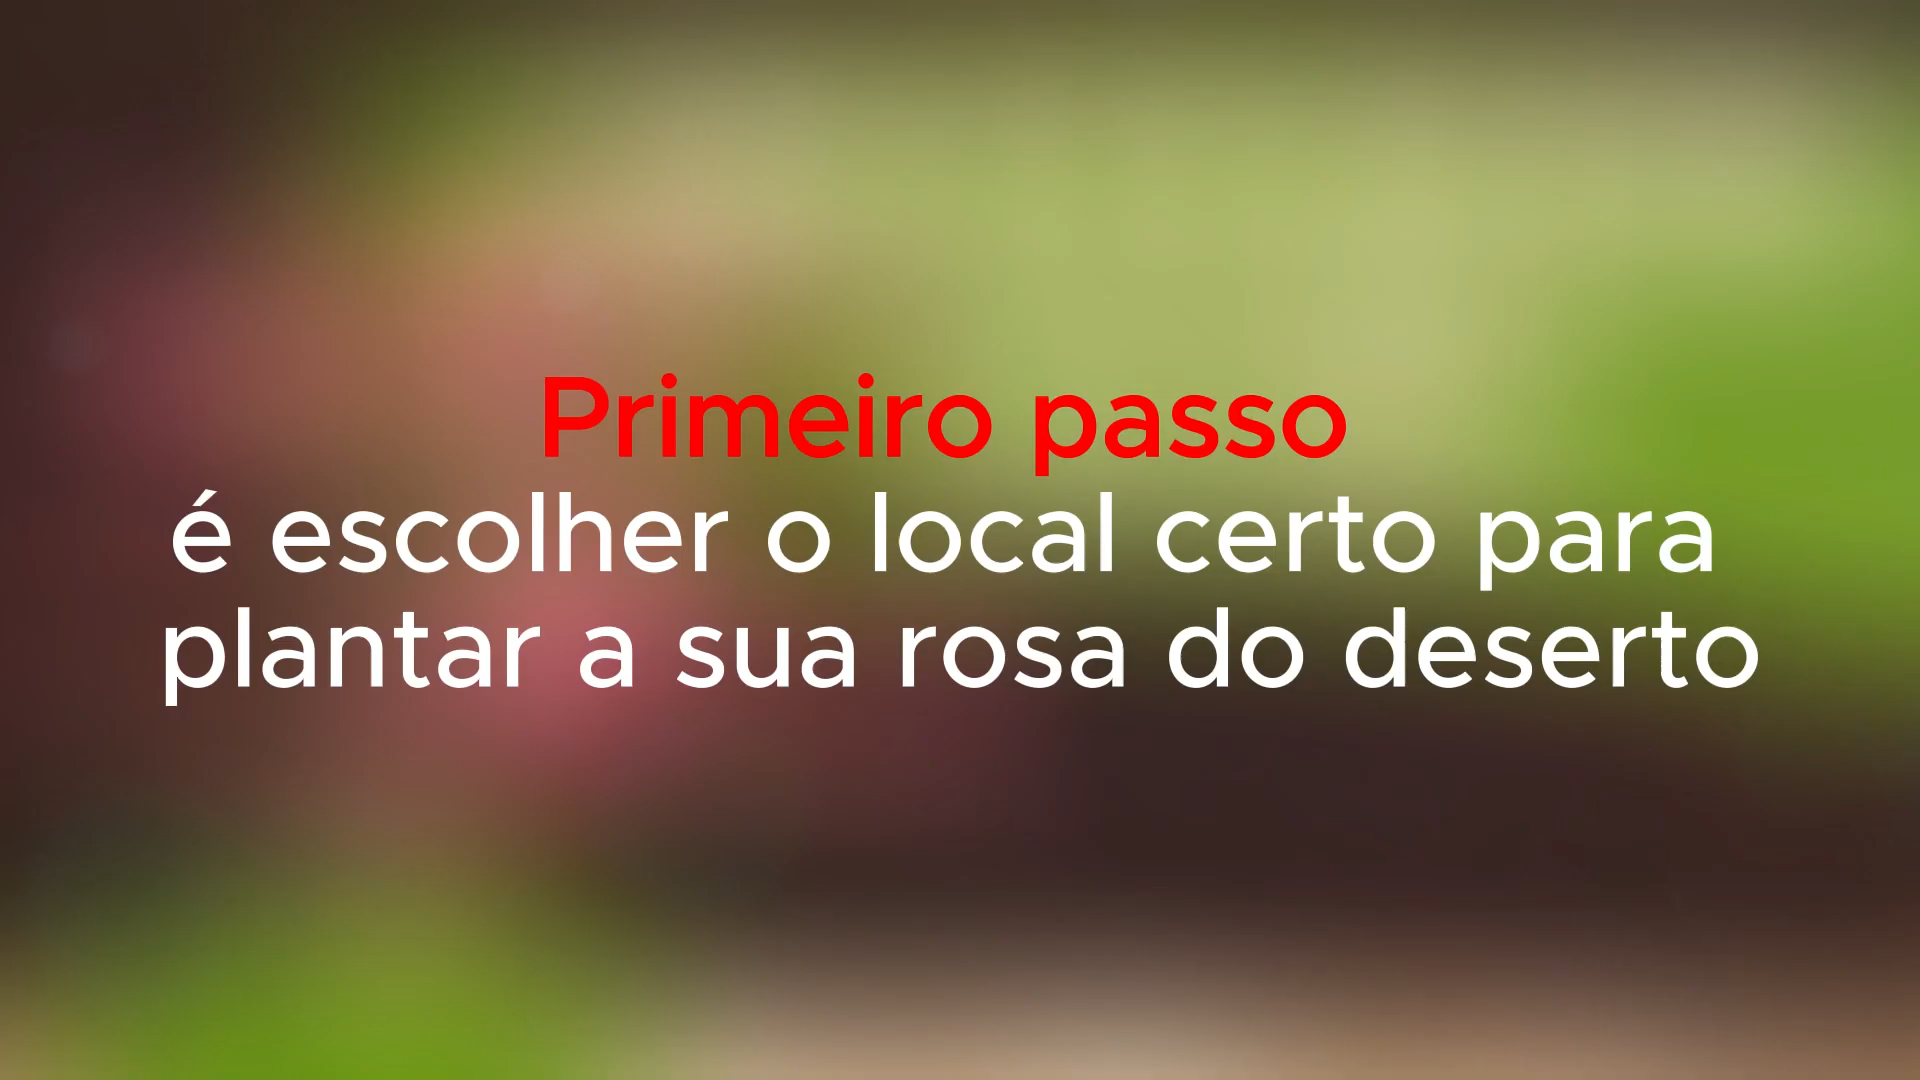 Primeiro passo
é escolher o local certo para
plantar a sua rosa do deserto